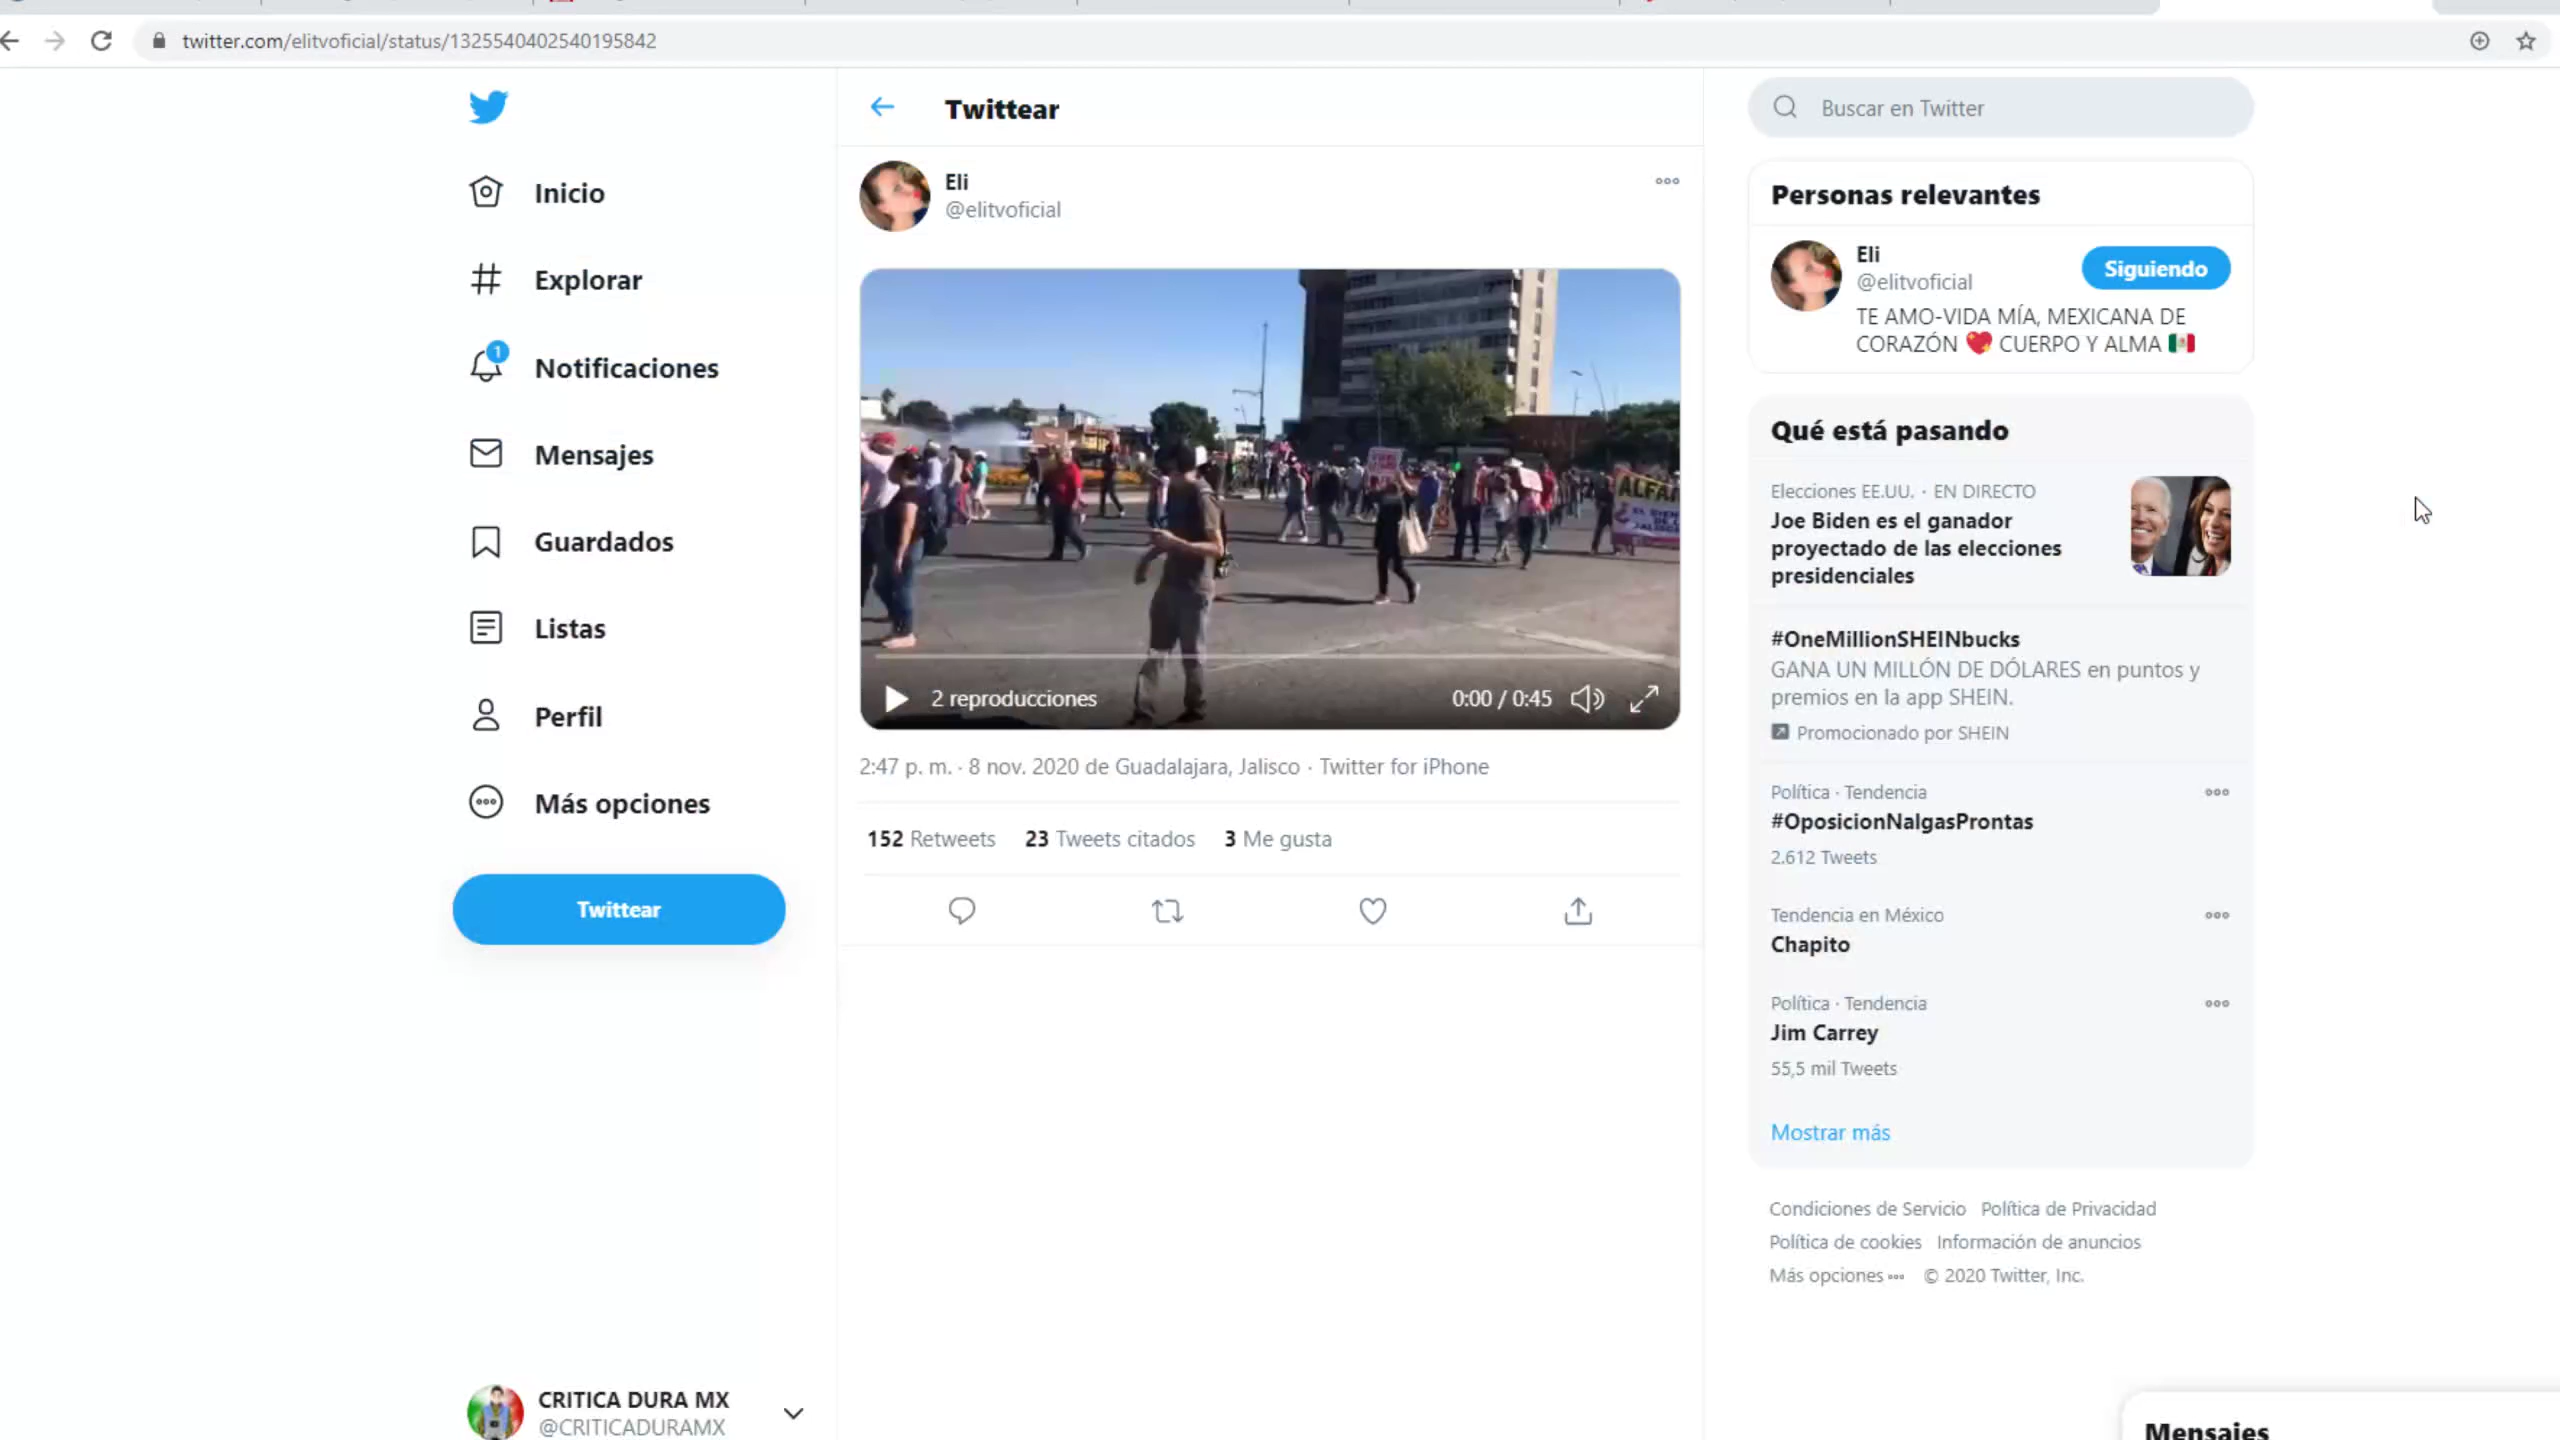 twitter.com/elitvoficial/status/1325540402540195842
Inicio
Explorar
1
Notificaciones
Mensajes
Guardados
Listas
Perfil
Más opciones
Twittear
CRITICA DURA MX
@CRITICADURAMX
Twittear
Eli
@elitvoficial
ALFA
2 reproducciones
0:00 / 0:45
2:47 p. m. · 8 nov. 2020 de Guadalajara, Jalisco · Twitter for iPhone
152 Retweets 23 Tweets citados 3 Me gusta
Buscar en Twitter
Personas relevantes
Eli
@elitvoficial
Siguiendo
TE AMO-VIDA MÍA, MEXICANA DE
CORAZÓN 💖 CUERPO Y ALMA 🇲🇽
Qué está pasando
Elecciones EE.UU. · EN DIRECTO
Joe Biden es el ganador
proyectado de las elecciones
presidenciales
#OneMillionSHEINbucks
GANA UN MILLÓN DE DÓLARES en puntos y
premios en la app SHEIN.
Promocionado por SHEIN
Política · Tendencia
#OposicionNalgasProntas
2.612 Tweets
Tendencia en México
Chapito
Política · Tendencia
Jim Carrey
55,5 mil Tweets
Mostrar más
Condiciones de Servicio Política de Privacidad
Política de cookies Información de anuncios
Más opciones © 2020 Twitter, Inc.
Mensajes